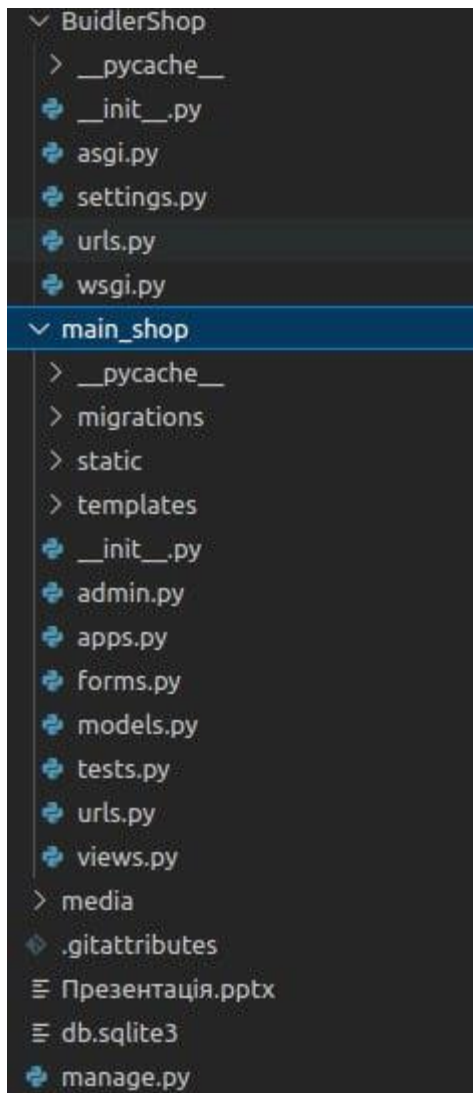 BuidlerShop
__pycache__
__init__.py
asgi.py
settings.py
urls.py
wsgi.py
main_shop
__pycache__
migrations
static
templates
__init__.py
admin.py
apps.py
forms.py
models.py
tests.py
urls.py
views.py
media
.gitattributes
Презентація.pptx
db.sqlite3
manage.py